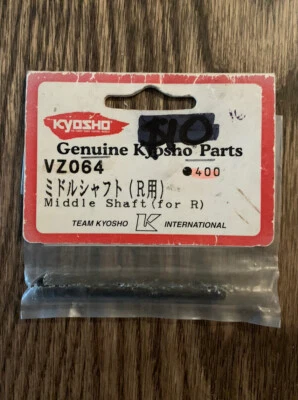 KYOSHO
$10
Genuine Kyosho Parts
VZ064
●400
ミドルシャフト(R用)
Middle Shaft(for R)
TEAM KYOSHO K INTERNATIONAL